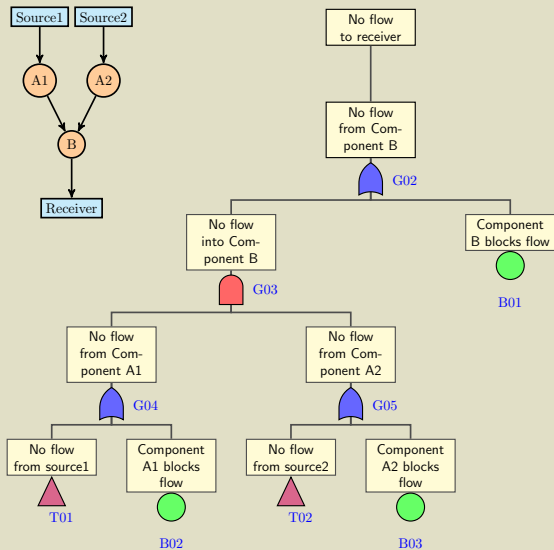 Source1
Source2
A1
A2
B
Receiver
No flow
to receiver
No flow
from Com-
ponent B
G02
No flow
into Com-
ponent B
G03
Component
B blocks flow
B01
No flow
from Com-
ponent A1
G04
No flow
from Com-
ponent A2
G05
No flow
from source1
T01
Component
A1 blocks
flow
B02
No flow
from source2
T02
Component
A2 blocks
flow
B03